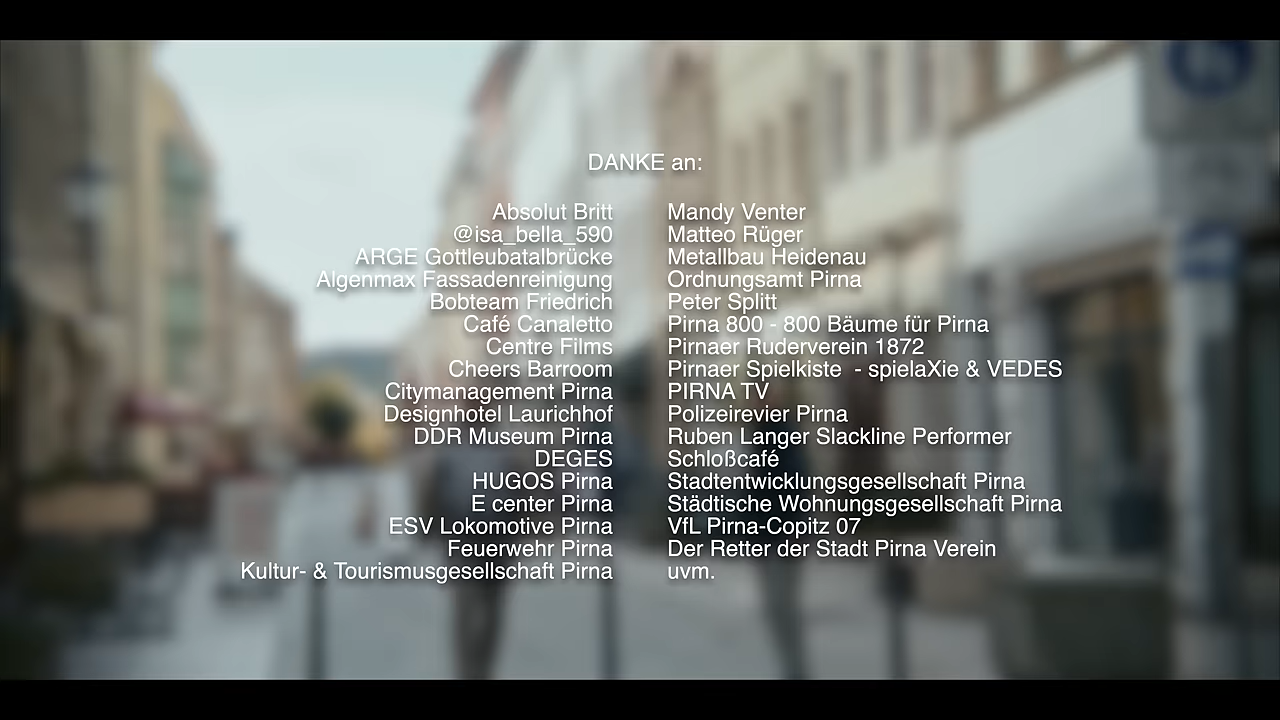 DANKE an:
Absolut Britt
@isa_bella_590
ARGE Gottleubatalbrücke
Algenmax Fassadenreinigung
Bobteam Friedrich
Café Canaletto
Centre Films
Cheers Barroom
Citymanagement Pirna
Designhotel Laurichhof
DDR Museum Pirna
DEGES
HUGOS Pirna
E center Pirna
ESV Lokomotive Pirna
Feuerwehr Pirna
Kultur- & Tourismusgesellschaft Pirna
Mandy Venter
Matteo Rüger
Metallbau Heidenau
Ordnungsamt Pirna
Peter Splitt
Pirna 800 - 800 Bäume für Pirna
Pirnaer Ruderverein 1872
Pirnaer Spielkiste  - spielaXie & VEDES
PIRNA TV
Polizeirevier Pirna
Ruben Langer Slackline Performer
Schloßcafé
Stadtentwicklungsgesellschaft Pirna
Städtische Wohnungsgesellschaft Pirna
VfL Pirna-Copitz 07
Der Retter der Stadt Pirna Verein
uvm.